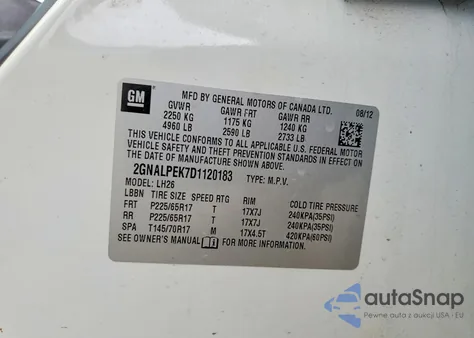 GM
MFD BY GENERAL MOTORS OF CANADA LTD. 08/12
GVWR GAWR FRT GAWR RR
2250 KG 1175 KG 1240 KG
4960 LB 2590 LB 2733 LB
THIS VEHICLE CONFORMS TO ALL APPLICABLE U.S. FEDERAL MOTOR
VEHICLE SAFETY AND THEFT PREVENTION STANDARDS IN EFFECT ON
THE DATE OF MANUFACTURE SHOWN ABOVE.
2GNALPEK7D1120183 TYPE: M.P.V.
MODEL: LH26
LBBN TIRE SIZE SPEED RTG RIM COLD TIRE PRESSURE
FRT P225/65R17 T 17X7J 240KPA(35PSI)
RR P225/65R17 T 17X7J 240KPA(35PSI)
SPA T145/70R17 M 17X4.5T 420KPA(60PSI)
SEE OWNER'S MANUAL FOR MORE INFORMATION.
autoSnap
Pewne auto z USA i EU